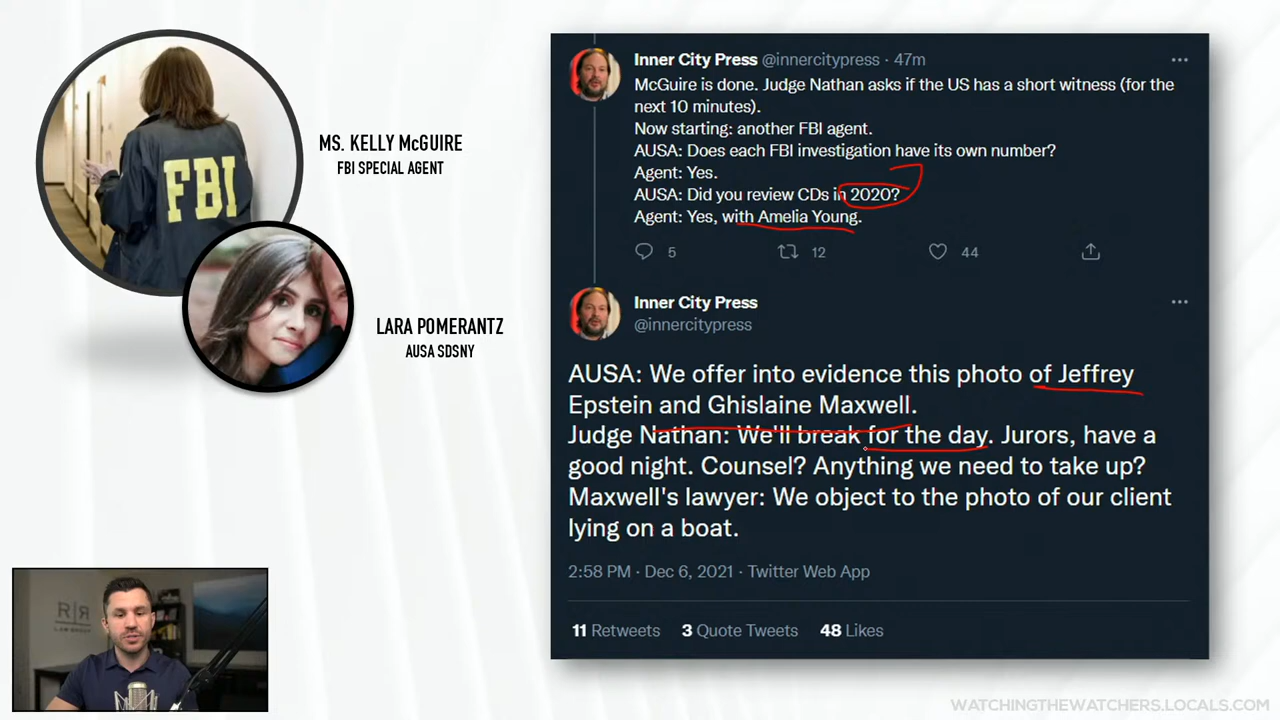 MS. KELLY McGUIRE
FBI SPECIAL AGENT
FBI
LARA POMERANTZ
AUSA SDSNY
Inner City Press @innercitypress · 47m
McGuire is done. Judge Nathan asks if the US has a short witness (for the
next 10 minutes).
Now starting: another FBI agent.
AUSA: Does each FBI investigation have its own number?
Agent: Yes.
AUSA: Did you review CDs in 2020?
Agent: Yes, with Amelia Young.
5 12 44
Inner City Press
@innercitypress
AUSA: We offer into evidence this photo of Jeffrey
Epstein and Ghislaine Maxwell.
Judge Nathan: We'll break for the day. Jurors, have a
good night. Counsel? Anything we need to take up?
Maxwell's lawyer: We object to the photo of our client
lying on a boat.
2:58 PM · Dec 6, 2021 · Twitter Web App
11 Retweets 3 Quote Tweets 48 Likes
R|R
LAW GROUP
WATCHINGTHEWATCHERS.LOCALS.COM